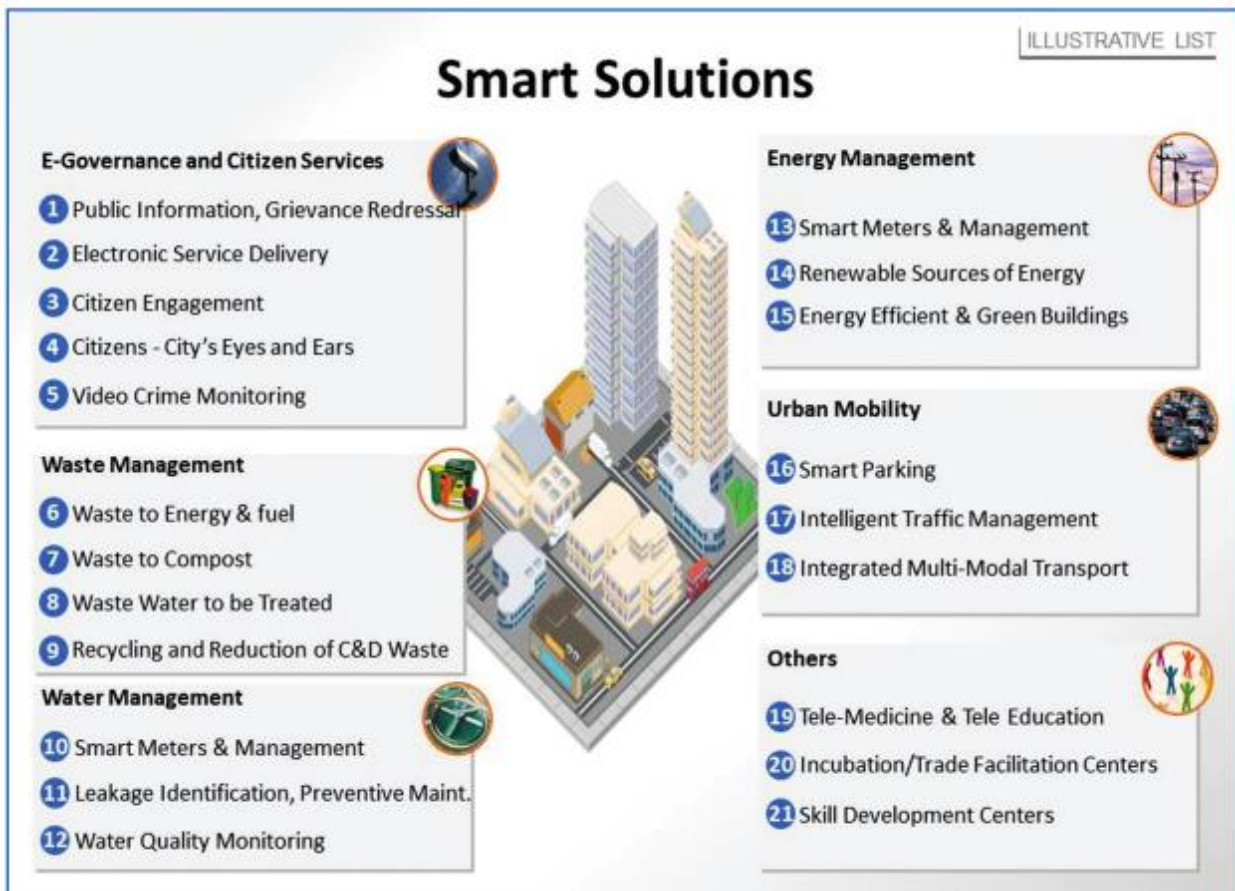 ILLUSTRATIVE LIST
Smart Solutions
E-Governance and Citizen Services
1 Public Information, Grievance Redressal
2 Electronic Service Delivery
3 Citizen Engagement
4 Citizens - City's Eyes and Ears
5 Video Crime Monitoring
Waste Management
6 Waste to Energy & fuel
7 Waste to Compost
8 Waste Water to be Treated
9 Recycling and Reduction of C&D Waste
Water Management
10 Smart Meters & Management
11 Leakage Identification, Preventive Maint.
12 Water Quality Monitoring
Energy Management
13 Smart Meters & Management
14 Renewable Sources of Energy
15 Energy Efficient & Green Buildings
Urban Mobility
16 Smart Parking
17 Intelligent Traffic Management
18 Integrated Multi-Modal Transport
Others
19 Tele-Medicine & Tele Education
20 Incubation/Trade Facilitation Centers
21 Skill Development Centers